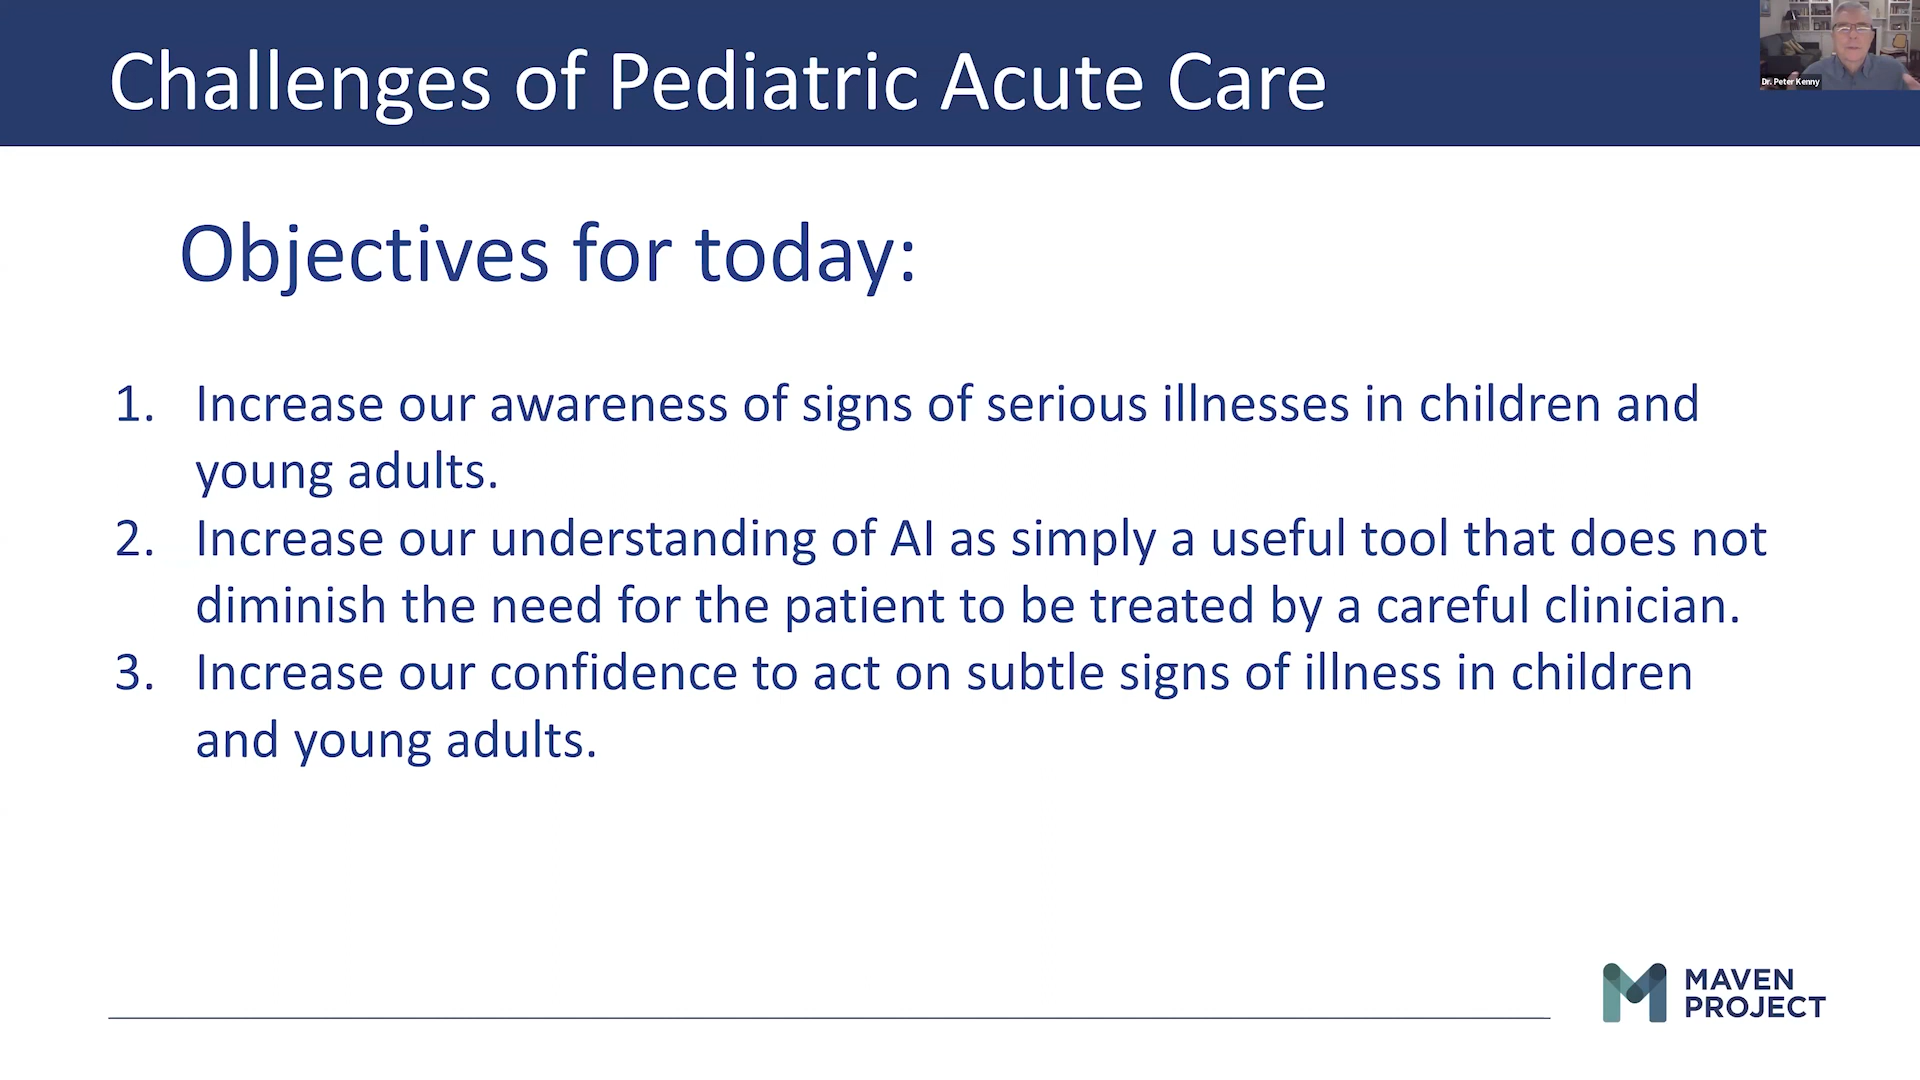 Challenges of Pediatric Acute Care
Dr. Peter Kenny
Objectives for today:
1. Increase our awareness of signs of serious illnesses in children and
young adults.
2. Increase our understanding of AI as simply a useful tool that does not
diminish the need for the patient to be treated by a careful clinician.
3. Increase our confidence to act on subtle signs of illness in children
and young adults.
MAVEN
PROJECT